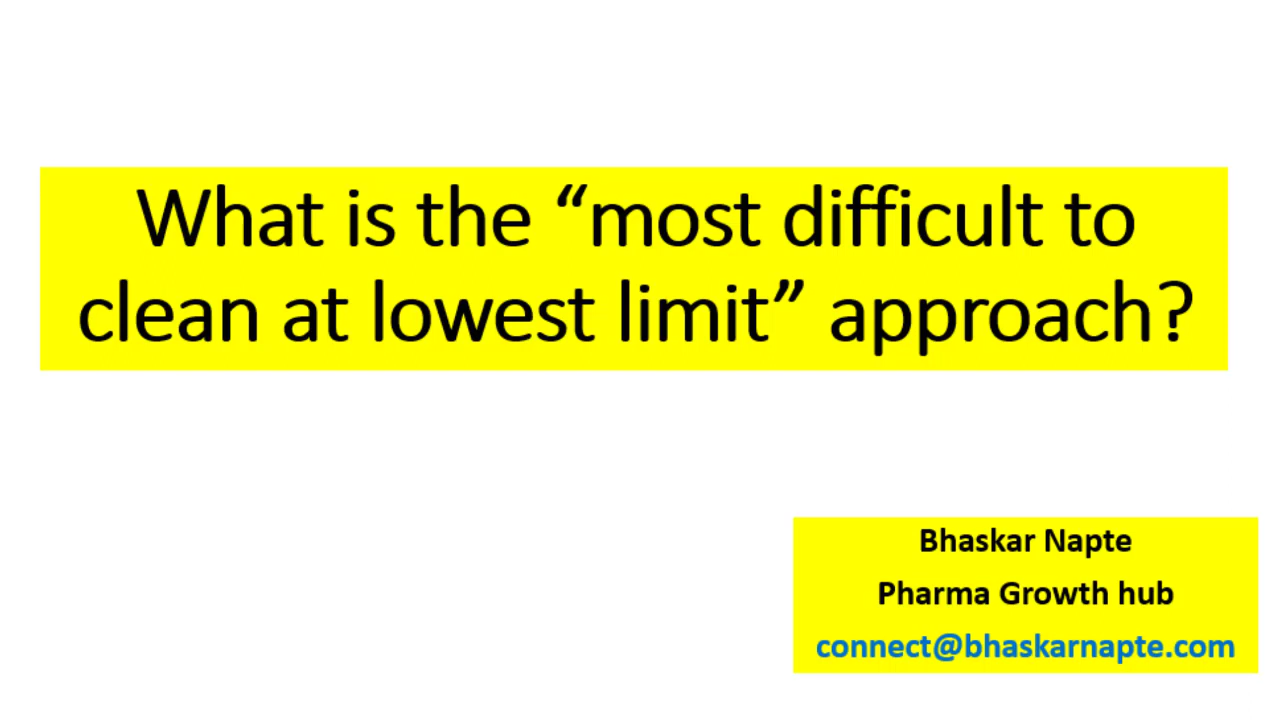 What is the “most difficult to
clean at lowest limit” approach?
Bhaskar Napte
Pharma Growth hub
connect@bhaskarnapte.com